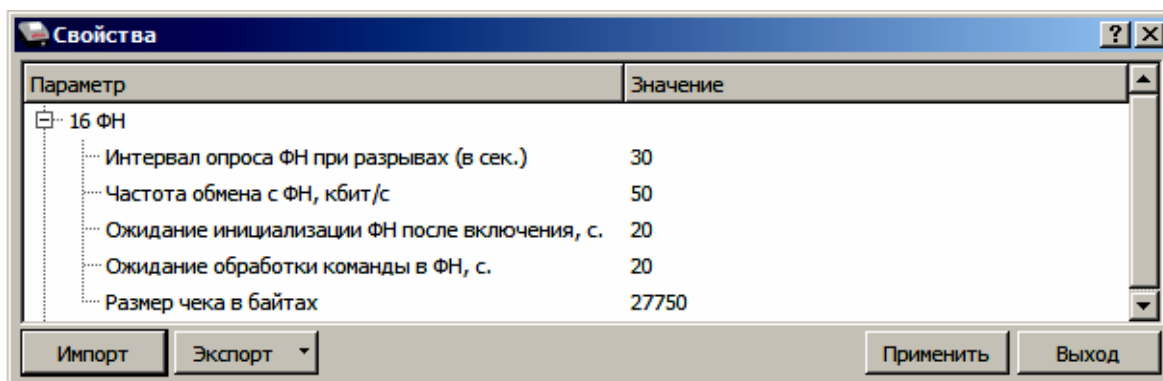 Свойства
Параметр Значение
16 ФН
Интервал опроса ФН при разрывах (в сек.) 30
Частота обмена с ФН, кбит/с 50
Ожидание инициализации ФН после включения, с. 20
Ожидание обработки команды в ФН, с. 20
Размер чека в байтах 27750
Импорт Экспорт Применить Выход